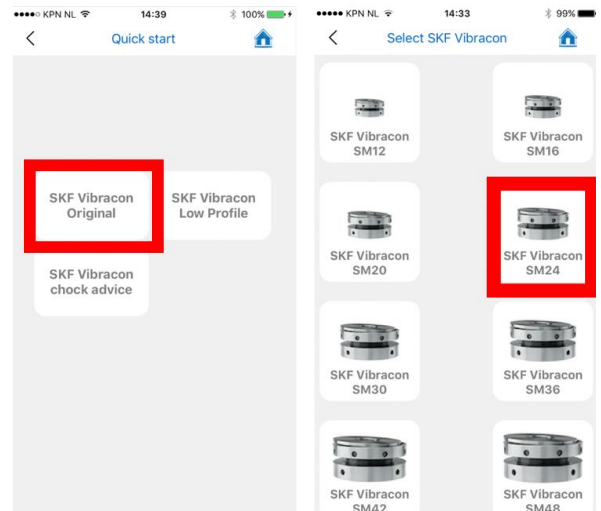 KPN NL 14:39 100%
Quick start
SKF Vibracon
Original
SKF Vibracon
Low Profile
SKF Vibracon
chock advice
KPN NL 14:33 99%
Select SKF Vibracon
SKF Vibracon
SM12
SKF Vibracon
SM16
SKF Vibracon
SM20
SKF Vibracon
SM24
SKF Vibracon
SM30
SKF Vibracon
SM36
SKF Vibracon
SM42
SKF Vibracon
SM48